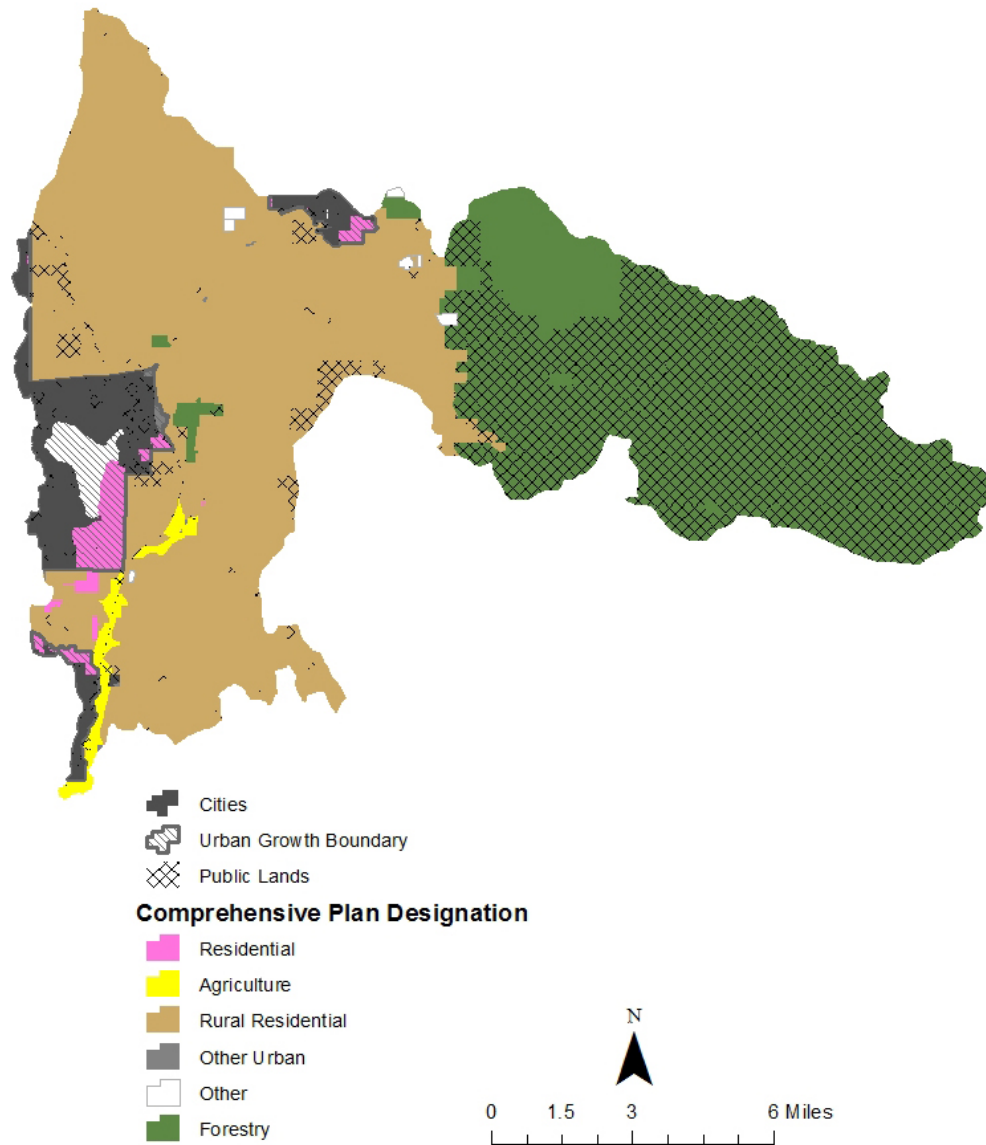 Cities
Urban Growth Boundary
Public Lands
Comprehensive Plan Designation
Residential
Agriculture
Rural Residential
Other Urban
Other
Forestry
N
0 1.5 3 6 Miles